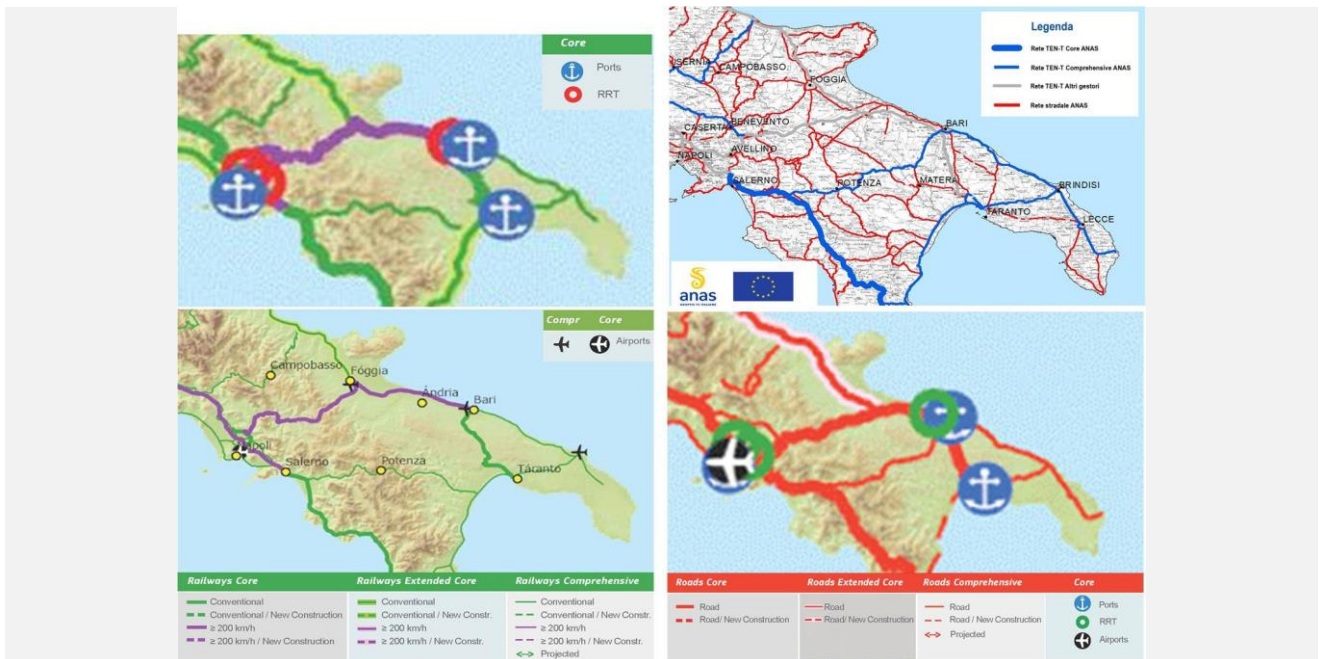 Core
Ports
RRT
Legenda
Rete TEN-T Core ANAS
Rete TEN-T Comprehensive ANAS
Rete TEN-T Altri gestori
Rete stradale ANAS
ISERNIA
CAMPOBASSO
FOGGIA
BENEVENTO
CASERTA
NAPOLI
AVELLINO
SALERNO
POTENZA
MATERA
BARI
BRINDISI
TARANTO
LECCE
anas
Compr Core
Airports
Campobasso
Fóggia
Ándria
Bari
Salerno
Potenza
Táranto
Railways Core
Conventional
Conventional / New Construction
≥ 200 km/h
≥ 200 km/h / New Construction
Railways Extended Core
Conventional
Conventional / New Constr.
≥ 200 km/h
≥ 200 km/h / New Constr.
Railways Comprehensive
Conventional
Conventional / New Constr.
≥ 200 km/h
≥ 200 km/h / New Constr.
Projected
Roads Core
Road
Road/ New Construction
Roads Extended Core
Road
Road/ New Construction
Roads Comprehensive
Road
Road / New Construction
Projected
Core
Ports
RRT
Airports